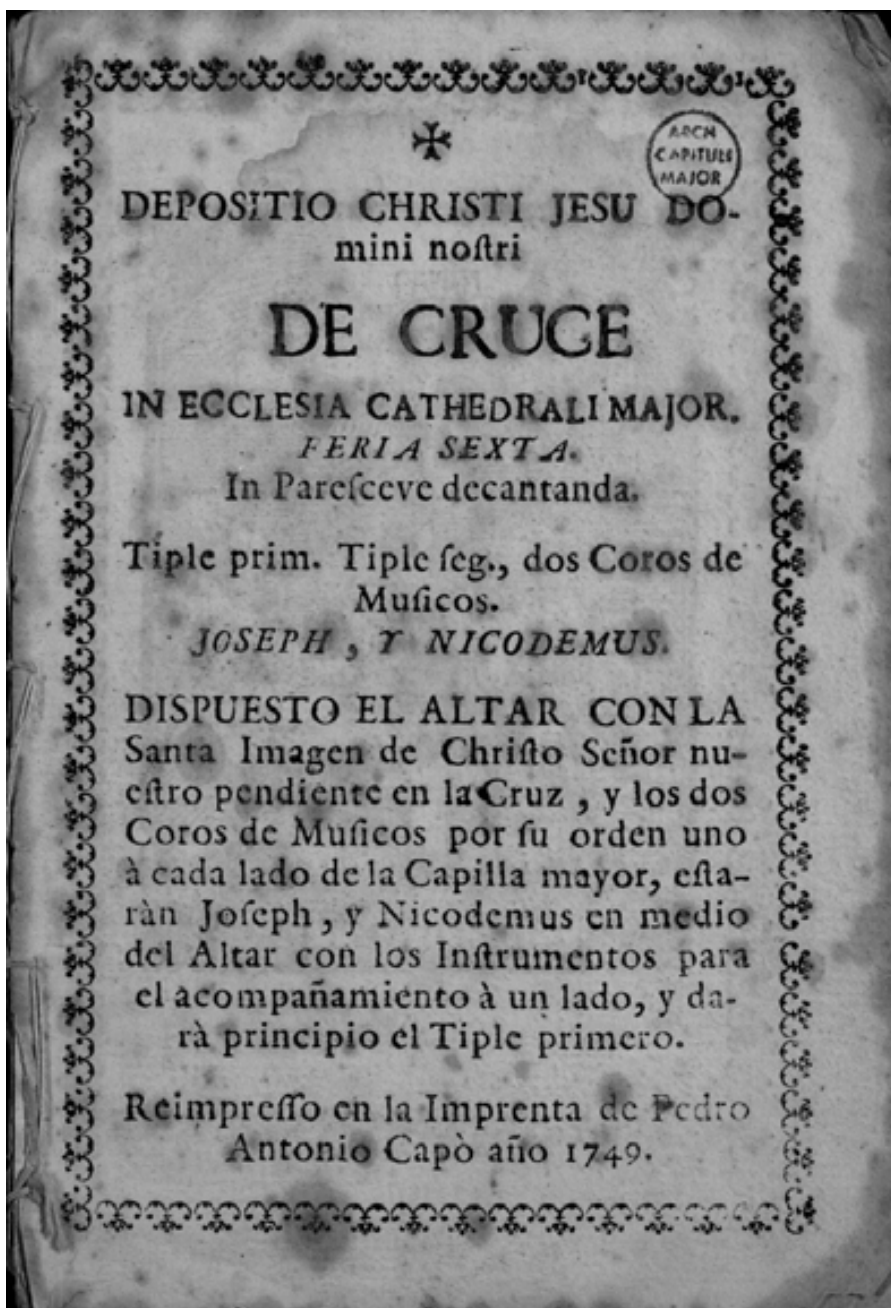 ✠
ARCH
CAPITULI
MAJOR
DEPOSITIO CHRISTI JESU DO-
mini noſtri
DE CRUCE
IN ECCLESIA CATHEDRALI MAJOR.
FERIA SEXTA.
In Pareſceve decantanda.
Tiple prim. Tiple ſeg., dos Coros de
Muſicos.
JOSEPH, Y NICODEMUS.
DISPUESTO EL ALTAR CON LA
Santa Imagen de Chriſto Señor nu-
eſtro pendiente en la Cruz, y los dos
Coros de Muſicos por ſu orden uno
à cada lado de la Capilla mayor, eſta-
ràn Joſeph, y Nicodemus en medio
del Altar con los Inſtrumentos para
el acompañamiento à un lado, y da-
rà principio el Tiple primero.
Reimpreſſo en la Imprenta de Pedro
Antonio Capò año 1749.